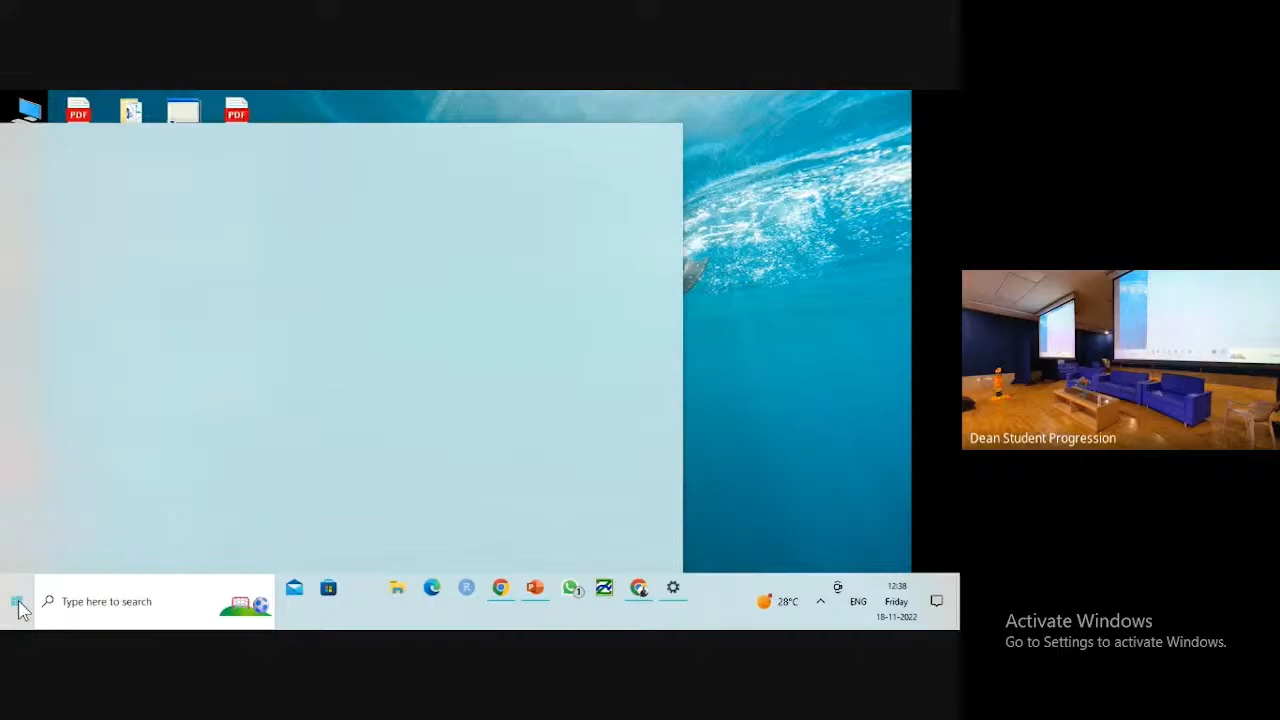 PDF
PDF
Type here to search
R
1
28°C
ENG
12:38
Friday
18-11-2022
Dean Student Progression
Activate Windows
Go to Settings to activate Windows.